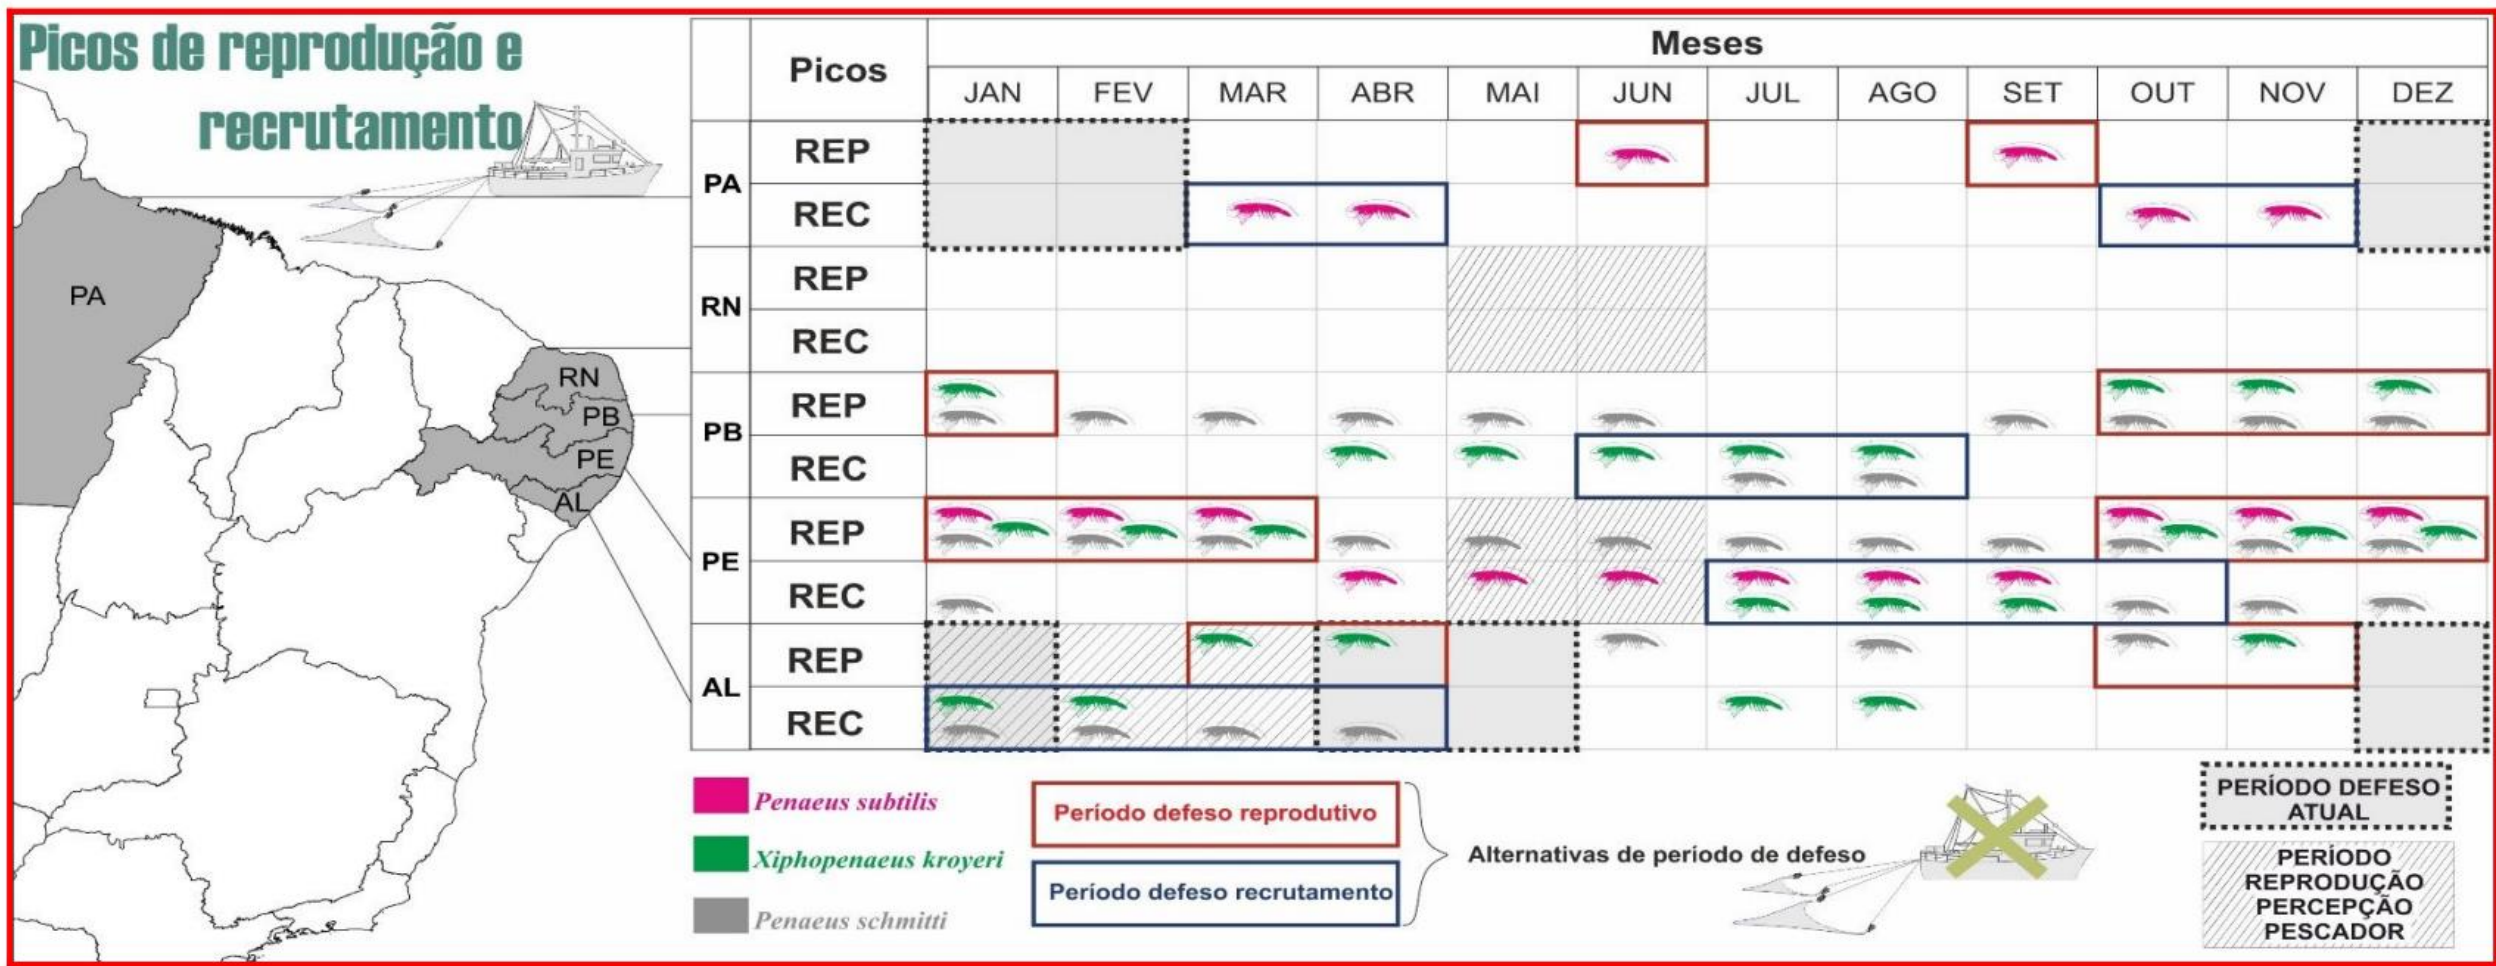 Picos de reprodução e
recrutamento
PA
RN
PB
PE
AL
Picos
Meses
JAN FEV MAR ABR MAI JUN JUL AGO SET OUT NOV DEZ
PA
REP
REC
RN
REP
REC
PB
REP
REC
PE
REP
REC
AL
REP
REC
Penaeus subtilis
Xiphopenaeus kroyeri
Penaeus schmitti
Período defeso reprodutivo
Período defeso recrutamento
Alternativas de período de defeso
PERÍODO DEFESO
ATUAL
PERÍODO
REPRODUÇÃO
PERCEPÇÃO
PESCADOR